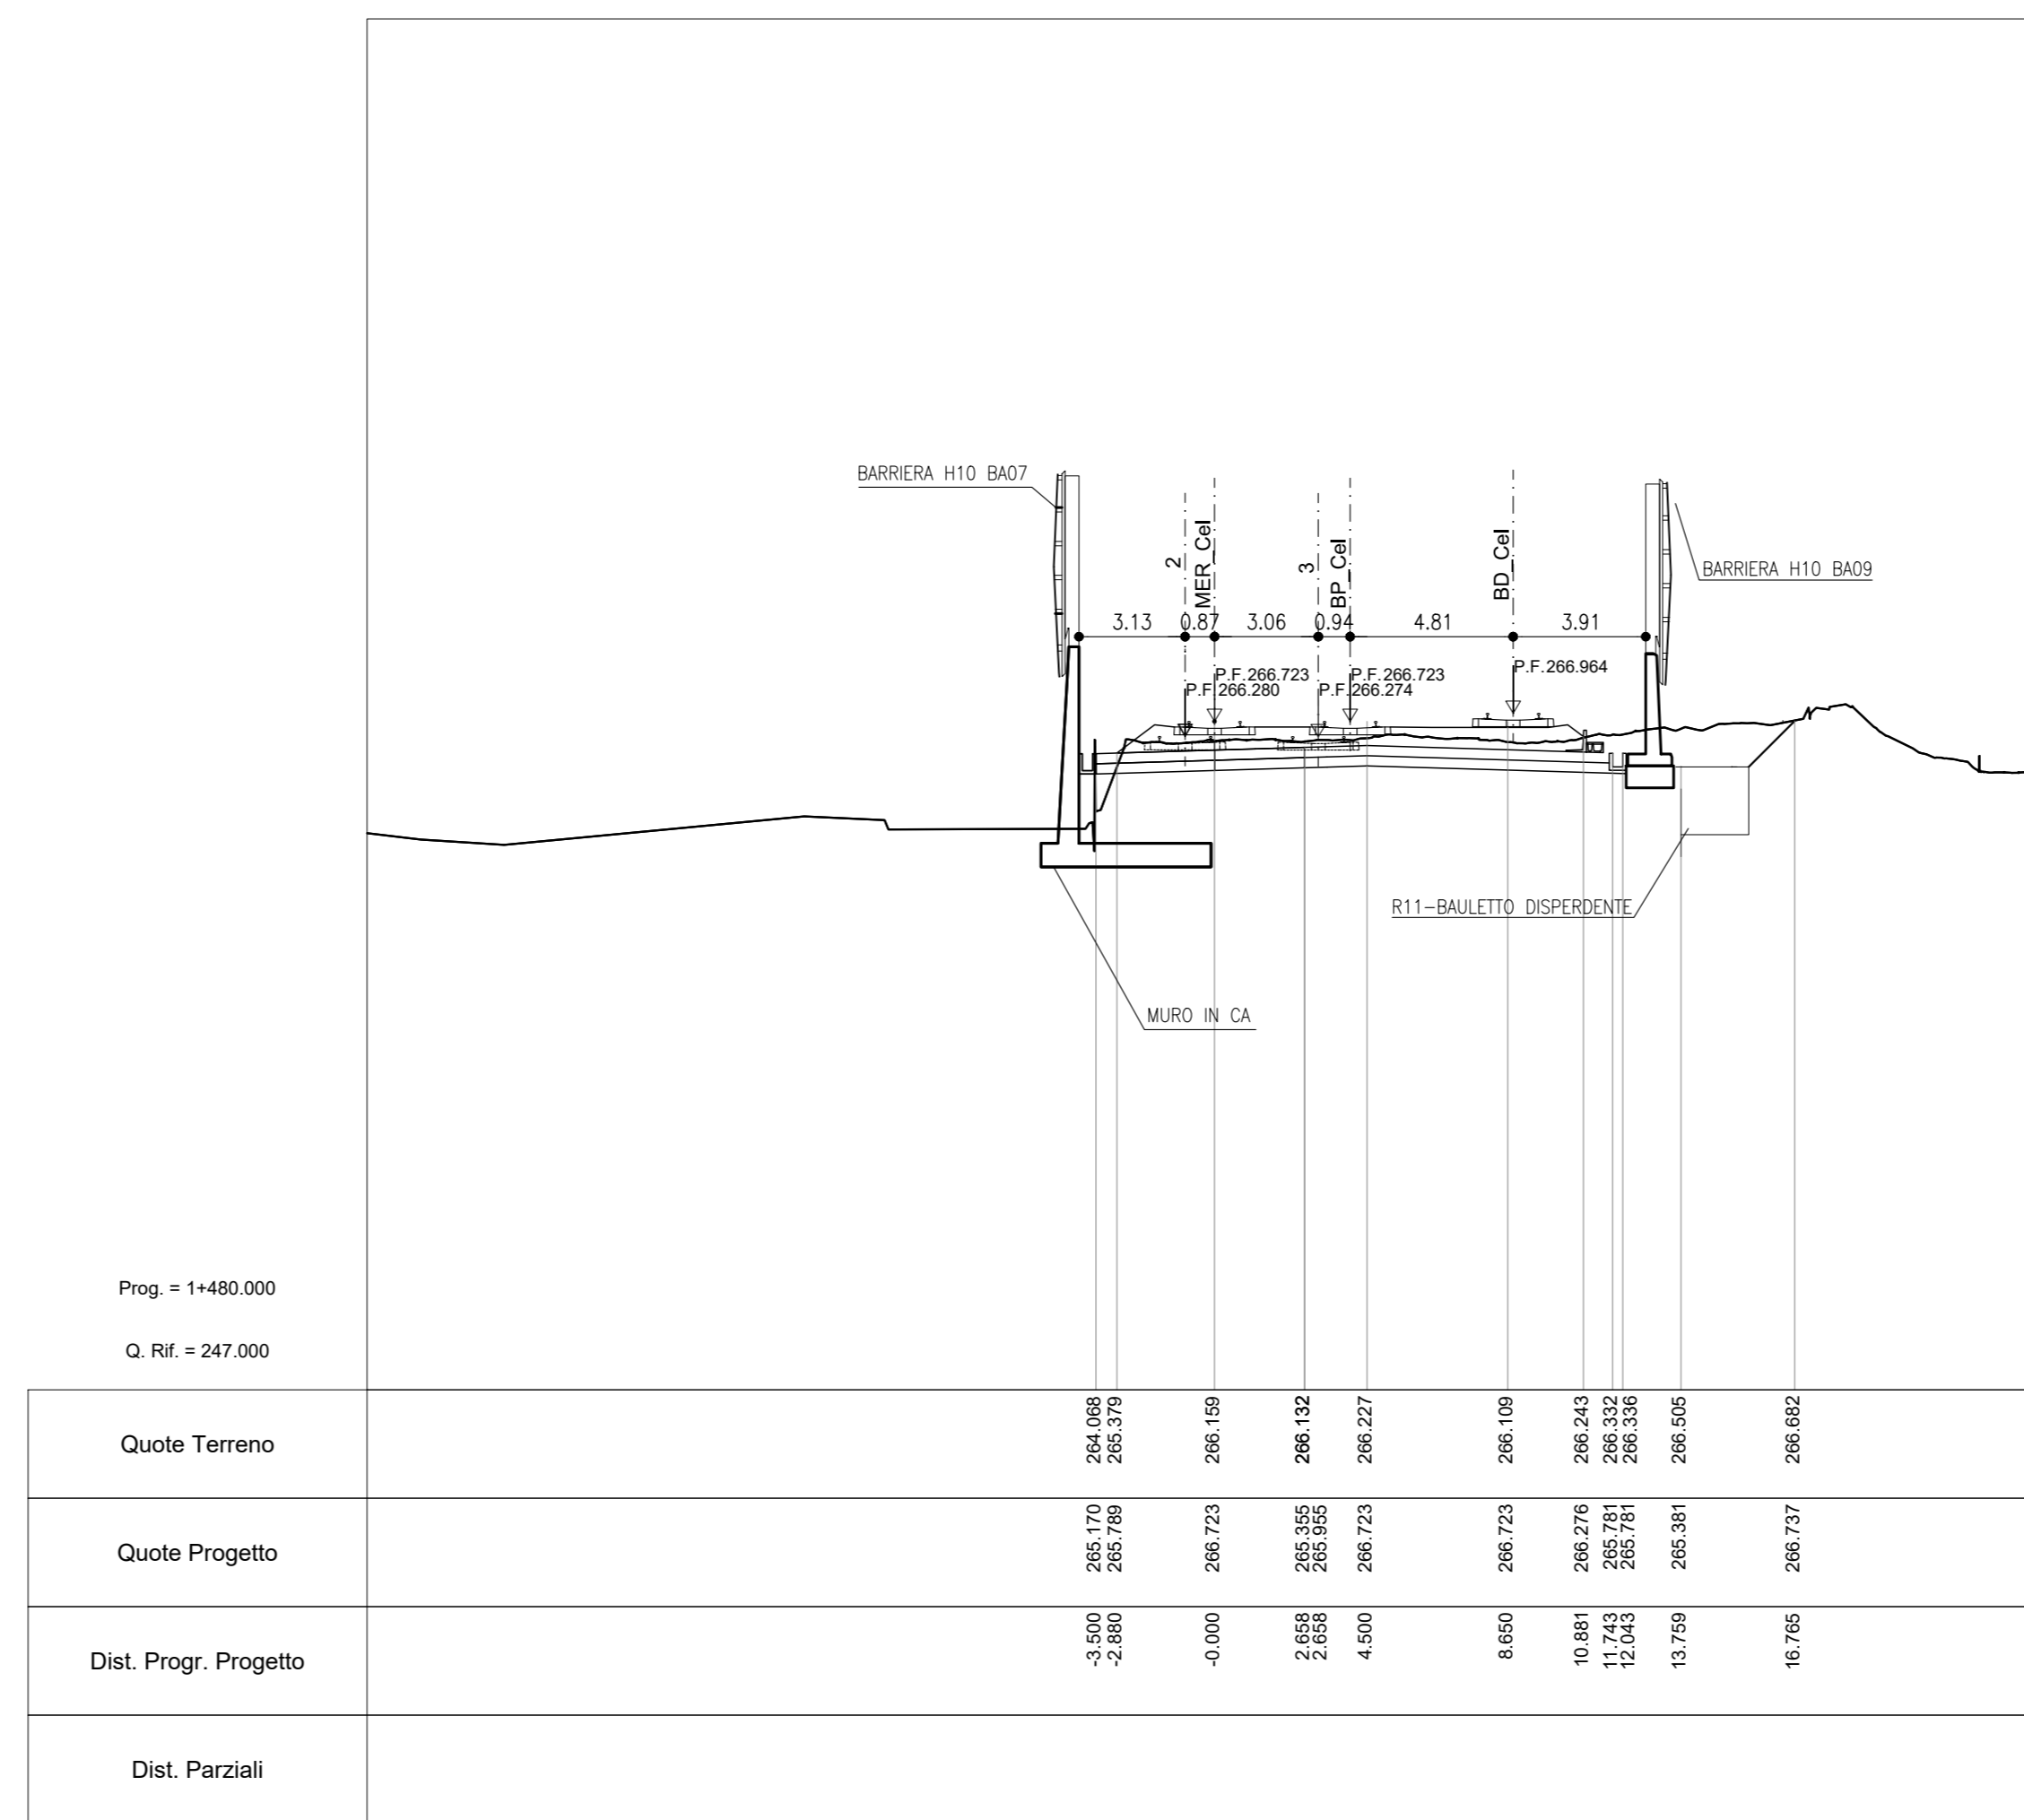 BARRIERA H10 BA07
2
MER_Cel
3
BP_Cel
BD_Cel
BARRIERA H10 BA09
3.13
0.87
3.06
0.94
4.81
3.91
P.F.266.723
P.F.266.280
P.F.266.723
P.F.266.274
P.F.266.964
R11-BAULETTO DISPERDENTE
MURO IN CA
Prog. = 1+480.000
Q. Rif. = 247.000
Quote Terreno
264.068
265.379
266.159
266.132
266.227
266.109
266.243
266.332
266.336
266.505
266.682
Quote Progetto
265.170
265.789
266.723
265.355
265.955
266.723
266.723
266.276
265.781
265.781
265.381
266.737
Dist. Progr. Progetto
-3.500
-2.880
-0.000
2.658
2.658
4.500
8.650
10.881
11.743
12.043
13.759
16.765
Dist. Parziali